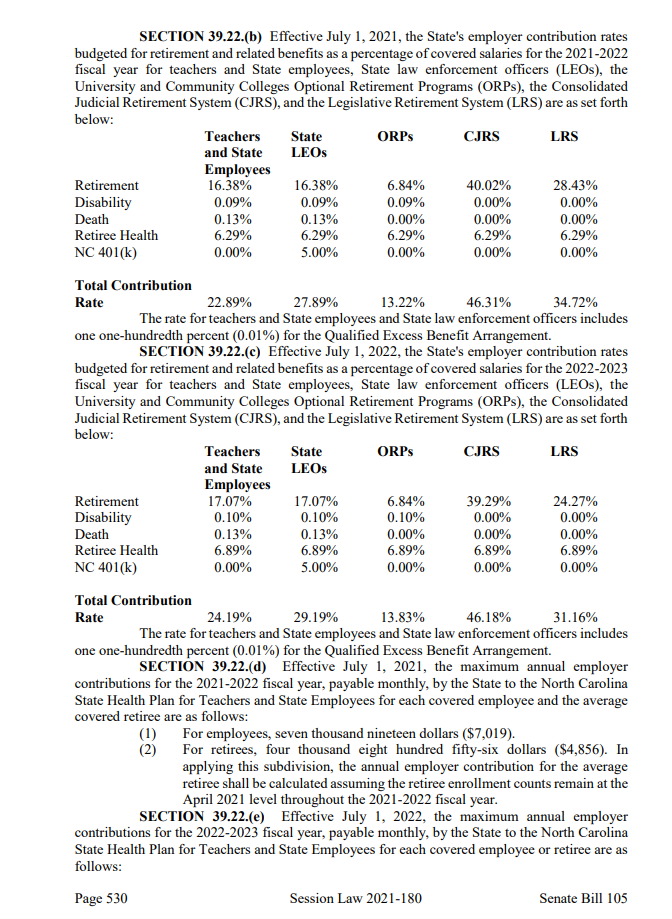 SECTION 39.22.(b) Effective July 1, 2021, the State's employer contribution rates
budgeted for retirement and related benefits as a percentage of covered salaries for the 2021-2022
fiscal year for teachers and State employees, State law enforcement officers (LEOs), the
University and Community Colleges Optional Retirement Programs (ORPs), the Consolidated
Judicial Retirement System (CJRS), and the Legislative Retirement System (LRS) are as set forth
below:
Teachers State ORPs CJRS LRS
and State LEOs
Employees
Retirement 16.38% 16.38% 6.84% 40.02% 28.43%
Disability 0.09% 0.09% 0.09% 0.00% 0.00%
Death 0.13% 0.13% 0.00% 0.00% 0.00%
Retiree Health 6.29% 6.29% 6.29% 6.29% 6.29%
NC 401(k) 0.00% 5.00% 0.00% 0.00% 0.00%
Total Contribution
Rate 22.89% 27.89% 13.22% 46.31% 34.72%
The rate for teachers and State employees and State law enforcement officers includes
one one-hundredth percent (0.01%) for the Qualified Excess Benefit Arrangement.
SECTION 39.22.(c) Effective July 1, 2022, the State's employer contribution rates
budgeted for retirement and related benefits as a percentage of covered salaries for the 2022-2023
fiscal year for teachers and State employees, State law enforcement officers (LEOs), the
University and Community Colleges Optional Retirement Programs (ORPs), the Consolidated
Judicial Retirement System (CJRS), and the Legislative Retirement System (LRS) are as set forth
below:
Teachers State ORPs CJRS LRS
and State LEOs
Employees
Retirement 17.07% 17.07% 6.84% 39.29% 24.27%
Disability 0.10% 0.10% 0.10% 0.00% 0.00%
Death 0.13% 0.13% 0.00% 0.00% 0.00%
Retiree Health 6.89% 6.89% 6.89% 6.89% 6.89%
NC 401(k) 0.00% 5.00% 0.00% 0.00% 0.00%
Total Contribution
Rate 24.19% 29.19% 13.83% 46.18% 31.16%
The rate for teachers and State employees and State law enforcement officers includes
one one-hundredth percent (0.01%) for the Qualified Excess Benefit Arrangement.
SECTION 39.22.(d) Effective July 1, 2021, the maximum annual employer
contributions for the 2021-2022 fiscal year, payable monthly, by the State to the North Carolina
State Health Plan for Teachers and State Employees for each covered employee and the average
covered retiree are as follows:
(1) For employees, seven thousand nineteen dollars ($7,019).
(2) For retirees, four thousand eight hundred fifty-six dollars ($4,856). In
applying this subdivision, the annual employer contribution for the average
retiree shall be calculated assuming the retiree enrollment counts remain at the
April 2021 level throughout the 2021-2022 fiscal year.
SECTION 39.22.(e) Effective July 1, 2022, the maximum annual employer
contributions for the 2022-2023 fiscal year, payable monthly, by the State to the North Carolina
State Health Plan for Teachers and State Employees for each covered employee or retiree are as
follows:
Page 530 Session Law 2021-180 Senate Bill 105